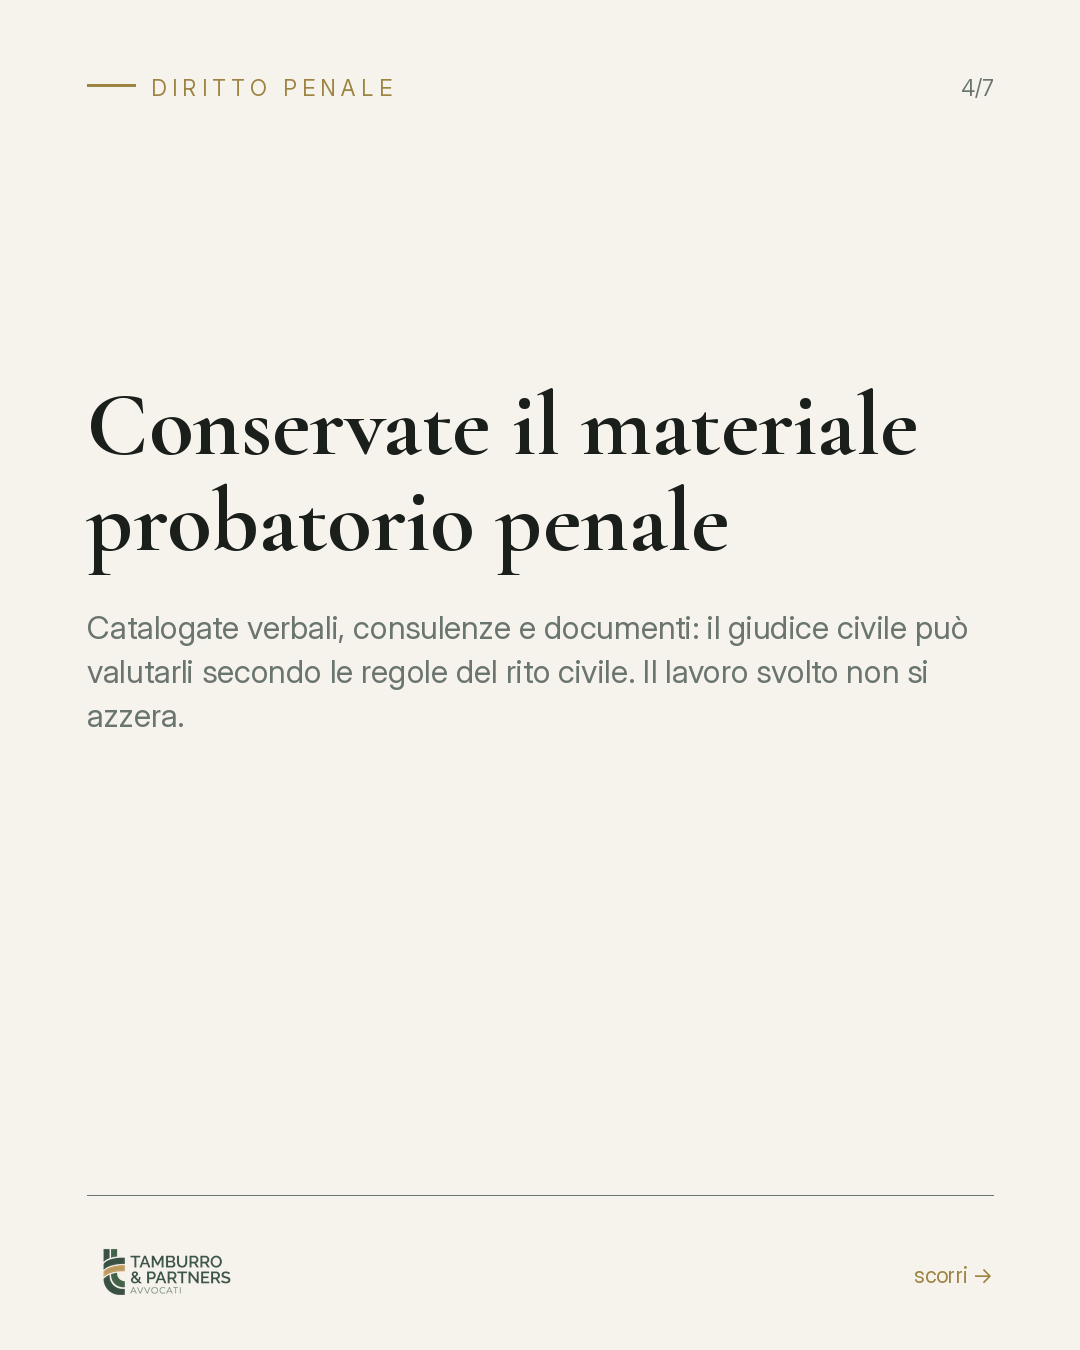 DIRITTO PENALE
4/7
Conservate il materiale
probatorio penale
Catalogate verbali, consulenze e documenti: il giudice civile può
valutarli secondo le regole del rito civile. Il lavoro svolto non si
azzera.
TAMBURRO
& PARTNERS
AVVOCATI
scorri →